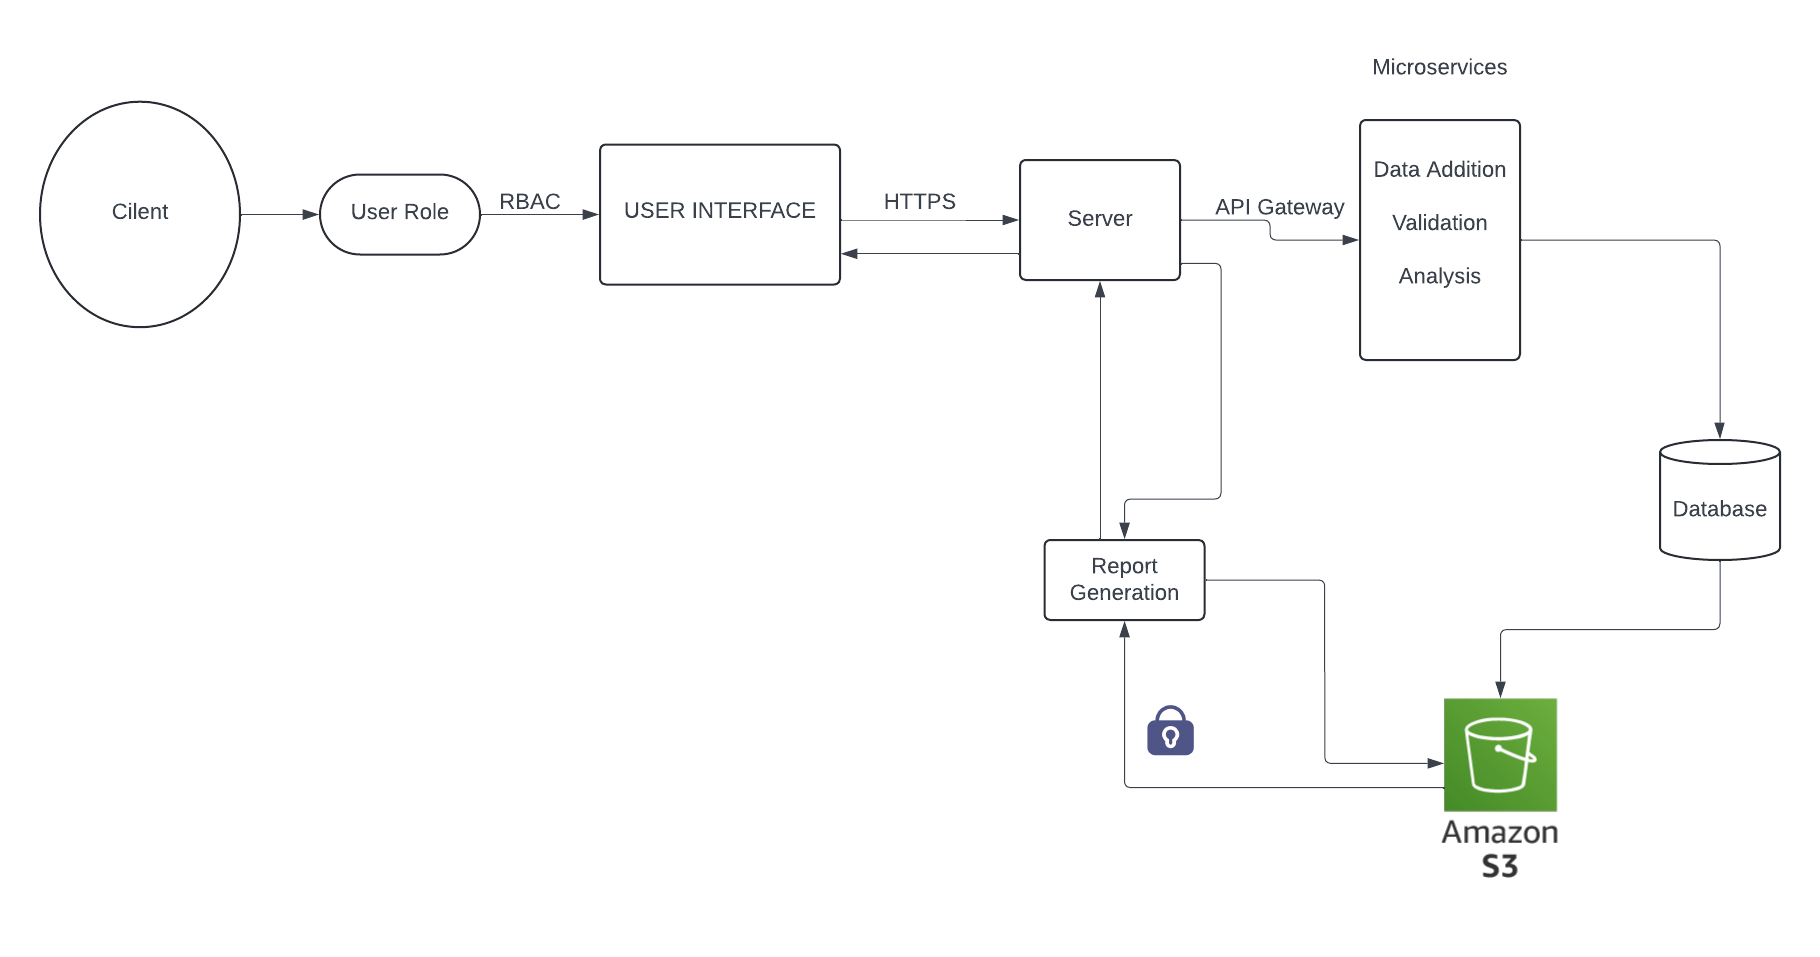 Microservices
Cilent
User Role
RBAC
USER INTERFACE
HTTPS
Server
API Gateway
Data Addition
Validation
Analysis
Database
Report
Generation
Amazon
S3